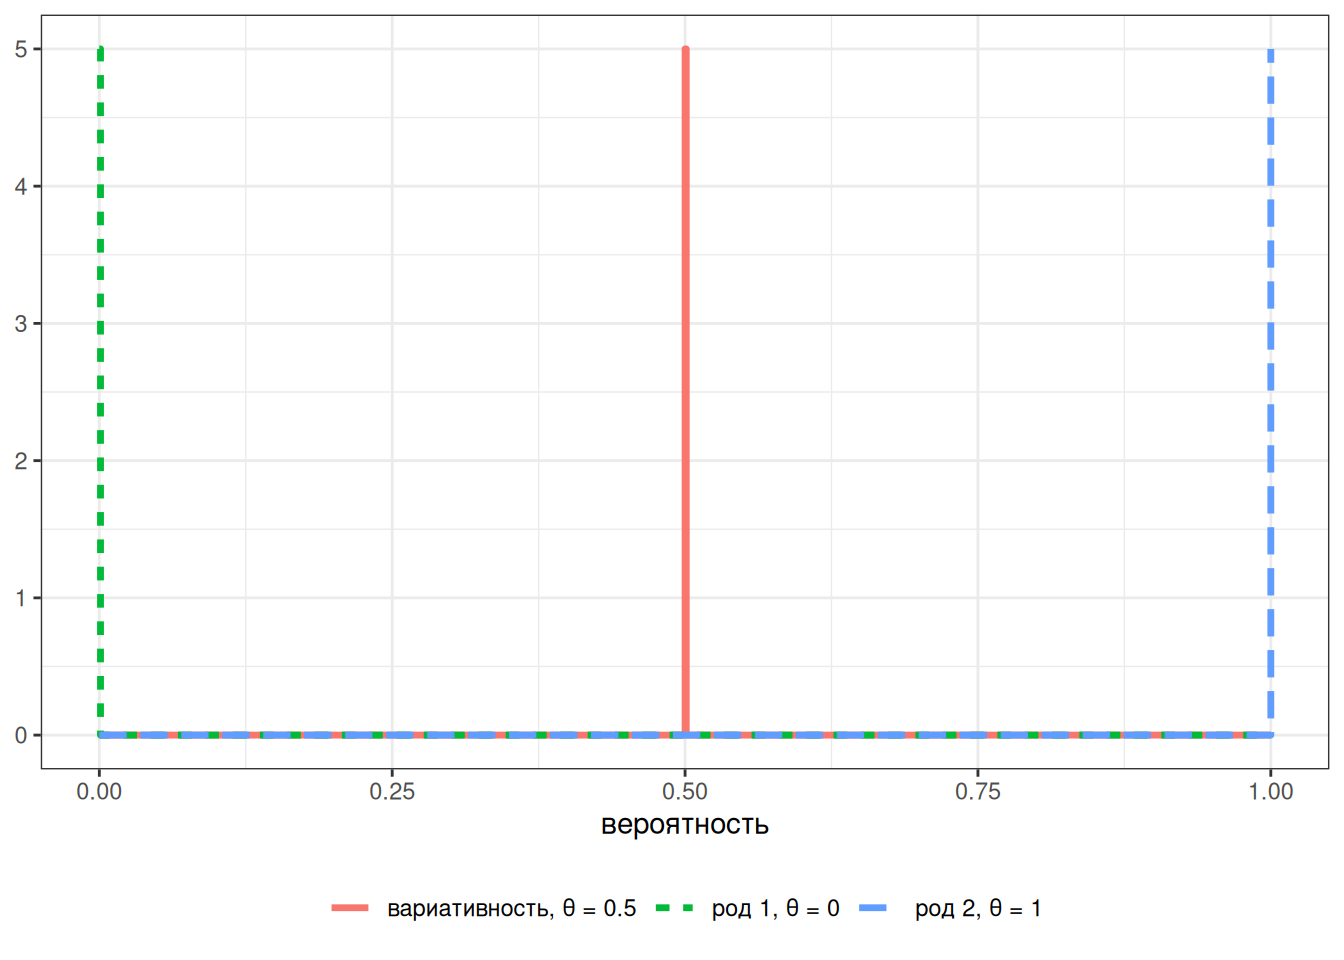 5
4
3
2
1
0
0.00 0.25 0.50 0.75 1.00
вероятность
вариативность, θ = 0.5 род 1, θ = 0 род 2, θ = 1